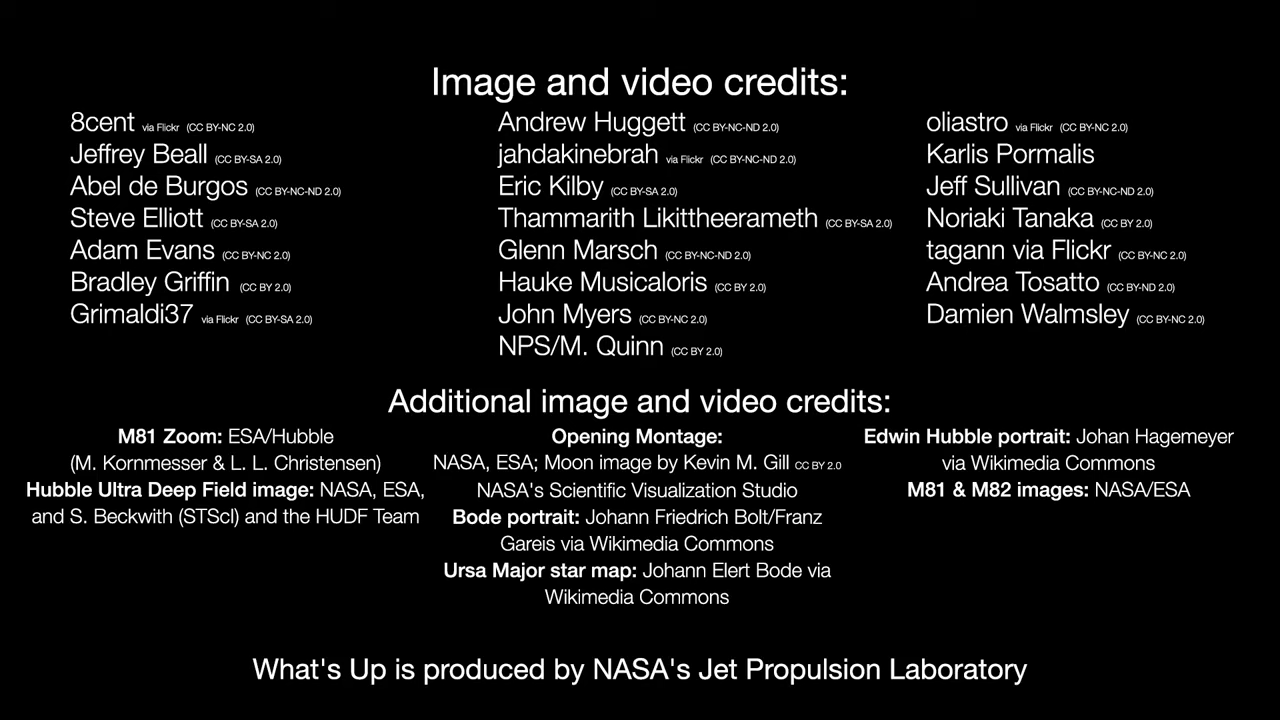 Image and video credits:
8cent via Flickr (CC BY-NC 2.0)
Jeffrey Beall (CC BY-SA 2.0)
Abel de Burgos (CC BY-NC-ND 2.0)
Steve Elliott (CC BY-SA 2.0)
Adam Evans (CC BY-NC 2.0)
Bradley Griffin (CC BY 2.0)
Grimaldi37 via Flickr (CC BY-SA 2.0)
Andrew Huggett (CC BY-NC-ND 2.0)
jahdakinebrah via Flickr (CC BY-NC-ND 2.0)
Eric Kilby (CC BY-SA 2.0)
Thammarith Likittheerameth (CC BY-SA 2.0)
Glenn Marsch (CC BY-NC-ND 2.0)
Hauke Musicaloris (CC BY 2.0)
John Myers (CC BY-NC 2.0)
NPS/M. Quinn (CC BY 2.0)
oliastro via Flickr (CC BY-NC 2.0)
Karlis Pormalis
Jeff Sullivan (CC BY-NC-ND 2.0)
Noriaki Tanaka (CC BY 2.0)
tagann via Flickr (CC BY-NC 2.0)
Andrea Tosatto (CC BY-ND 2.0)
Damien Walmsley (CC BY-NC 2.0)
Additional image and video credits:
M81 Zoom: ESA/Hubble
(M. Kornmesser & L. L. Christensen)
Hubble Ultra Deep Field image: NASA, ESA,
and S. Beckwith (STScI) and the HUDF Team
Opening Montage:
NASA, ESA; Moon image by Kevin M. Gill CC BY 2.0
NASA's Scientific Visualization Studio
Bode portrait: Johann Friedrich Bolt/Franz
Gareis via Wikimedia Commons
Ursa Major star map: Johann Elert Bode via
Wikimedia Commons
Edwin Hubble portrait: Johan Hagemeyer
via Wikimedia Commons
M81 & M82 images: NASA/ESA
What's Up is produced by NASA's Jet Propulsion Laboratory